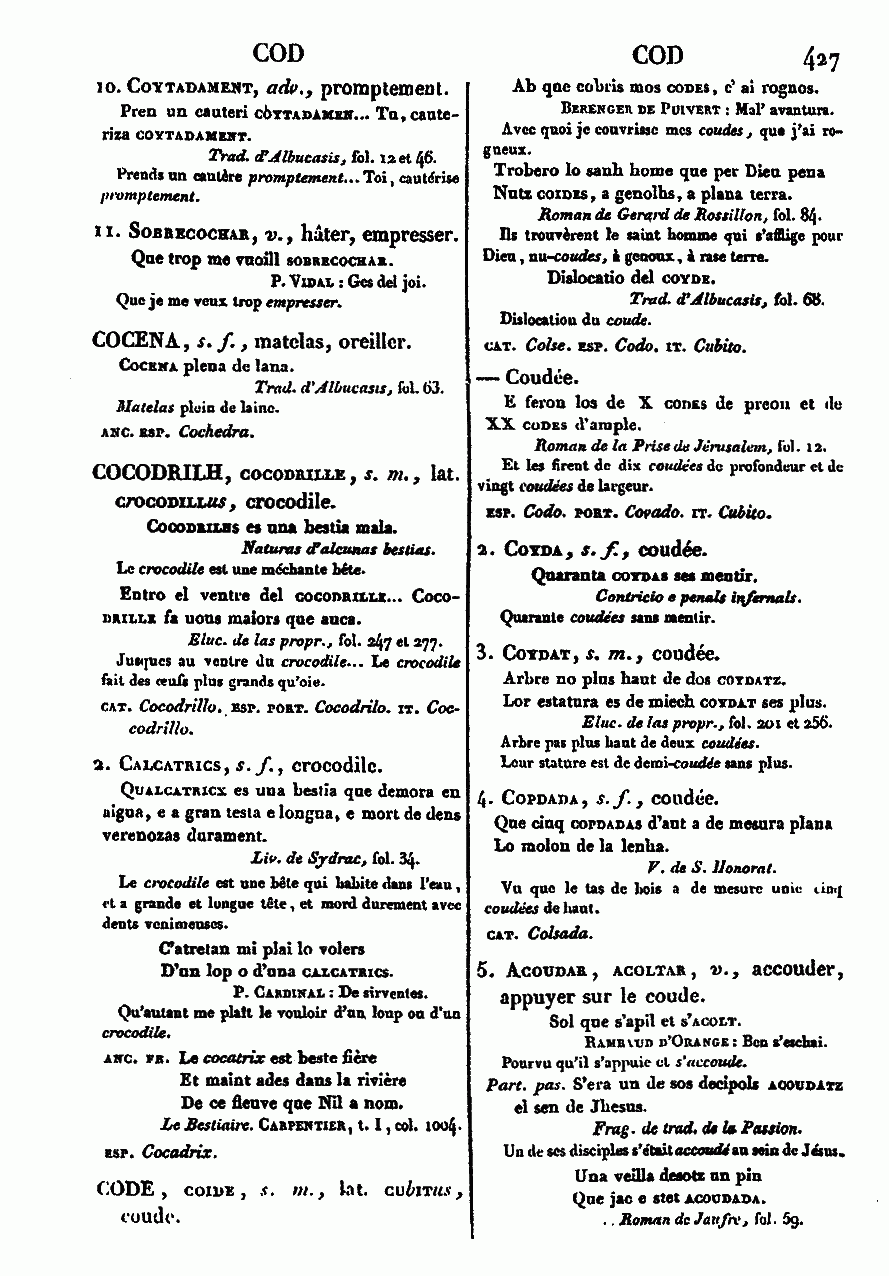 COD
10. Coytadament, adv., promptement.
Pren un cauteri còytadamen... Tu, caute-
riza coytadament.
Trad. d'Albucasis, fol. 12 et 46.
Prends un cautère promptement... Toi, cautérise
promptement.
11. Sobrecochar, v., hâter, empresser.
Que trop me vuoill sobrecochar.
P. Vidal : Ges del joi.
Que je me veux trop empresser.
COCENA, s. f., matelas, oreiller.
Cocena plena de lana.
Trad. d'Albucasis, fol. 63.
Matelas plein de laine.
anc. esp. Cochedra.
COCODRILH, cocodrille, s. m., lat.
crocodillus, crocodile.
Cocodrilhs es una bestia mala.
Naturas d'alcunas bestias.
Le crocodile est une méchante bête.
Entro el ventre del cocodrille... Coco-
drille fa uous maiors que auca.
Eluc. de las propr., fol. 247 et 277.
Jusques au ventre du crocodile... Le crocodile
fait des œufs plus grands qu'oie.
cat. Cocodrillo. esp. port. Cocodrilo. it. Coc-
codrillo.
2. Calcatrics, s. f., crocodile.
Qualcatricx es una bestia que demora en
aigua, e a gran testa e longua, e mort de dens
verenozas durament.
Liv. de Sydrac, fol. 34.
Le crocodile est une bête qui habite dans l'eau,
et a grande et longue tête, et mord durement avec
dents venimeuses.
C'atretan mi plai lo volers
D'un lop o d'una calcatrics.
P. Cardinal : De sirventes.
Qu'autant me plaît le vouloir d'un loup ou d'un
crocodile.
anc. fr. Le cocatrix est beste fière
Et maint ades dans la rivière
De ce fleuve que Nil a nom.
Le Bestiaire. Carpentier, t. I, col. 1004.
esp. Cocadrix.
CODE, coide, s. m., lat. cubitus,
coude.
COD 427
Ab que cobris mos codes, c' ai rognos.
Berenger de Puivert : Mal' avantura.
Avec quoi je couvrisse mes coudes, que j'ai ro-
gneux.
Trobero lo sanh home que per Dieu pena
Nutz coides, a genolhs, a plana terra.
Roman de Gerard de Rossillon, fol. 84.
Ils trouvèrent le saint homme qui s'afflige pour
Dieu, nu-coudes, à genoux, à rase terre.
Dislocatio del coyde.
Trad. d'Albucasis, fol. 68.
Dislocation du coude.
cat. Colse. esp. Codo. it. Cubito.
— Coudée.
E feron los de X codes de preon et de
XX codes d'ample.
Roman de la Prise de Jérusalem, fol. 12.
Et les firent de dix coudées de profondeur et de
vingt coudées de largeur.
esp. Codo. port. Covado. it. Cubito.
2. Coyda, s. f., coudée.
Quaranta coydas ses mentir.
Contricio e penals infernals.
Quarante coudées sans mentir.
3. Coydat, s. m., coudée.
Arbre no plus haut de dos coydatz.
Lor estatura es de miech coydat ses plus.
Eluc. de las propr., fol. 201 et 256.
Arbre pas plus haut de deux coudées.
Leur stature est de demi-coudée sans plus.
4. Copdada, s. f., coudée.
Que cinq copdadas d'aut a de mesura plana
Lo molon de la lenha.
V. de S. Honorat.
Vu que le tas de bois a de mesure unie cinq
coudées de haut.
cat. Colsada.
5. Acoudar, acoltar, v., accouder,
appuyer sur le coude.
Sol que s'apil et s'acolt.
Rambaud d'Orange : Ben s'eschai.
Pourvu qu'il s'appuie et s'accoude.
Part. pas. S'era un de sos decipols acoudatz
el sen de Jhesus.
Frag. de trad. de la Passion.
Un de ses disciples s'était accoudé au sein de Jésus.
Una veilla desotz un pin
Que jac e stet acoudada.
Roman de Jaufre, fol. 59.